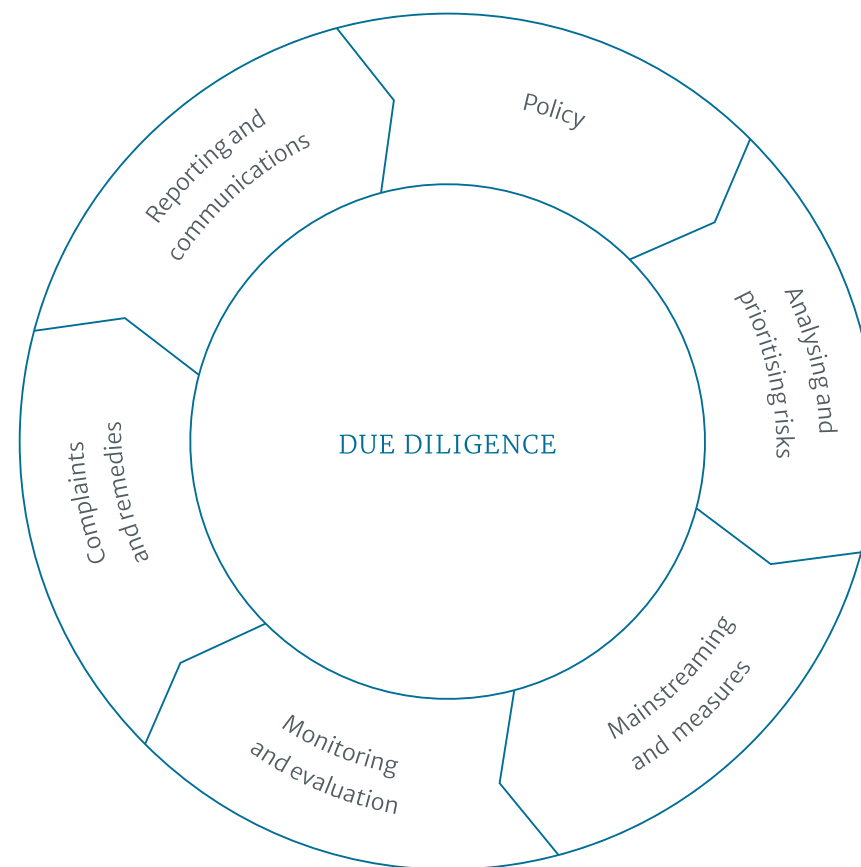 Policy
Analysing and
prioritising risks
Mainstreaming
and measures
Monitoring
and evaluation
Complaints
and remedies
Reporting and
communications
DUE DILIGENCE